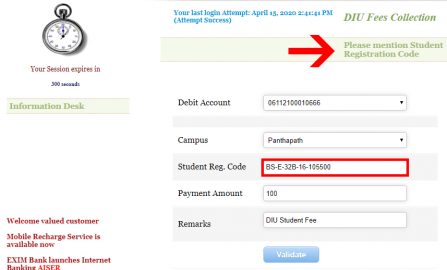 Your last login Attempt: April 15, 2020 2:41:41 PM
(Attempt Success)
DIU Fees Collection
Please mention Student
Registration Code
Your Session expires in
300 seconds
Information Desk
Debit Account
06112100010666
Campus
Panthapath
Student Reg. Code
BS-E-32B-16-105500
Payment Amount
100
Remarks
DIU Student Fee
Validate
Welcome valued customer
Mobile Recharge Service is
available now
EXIM Bank launches Internet
Banking AISER